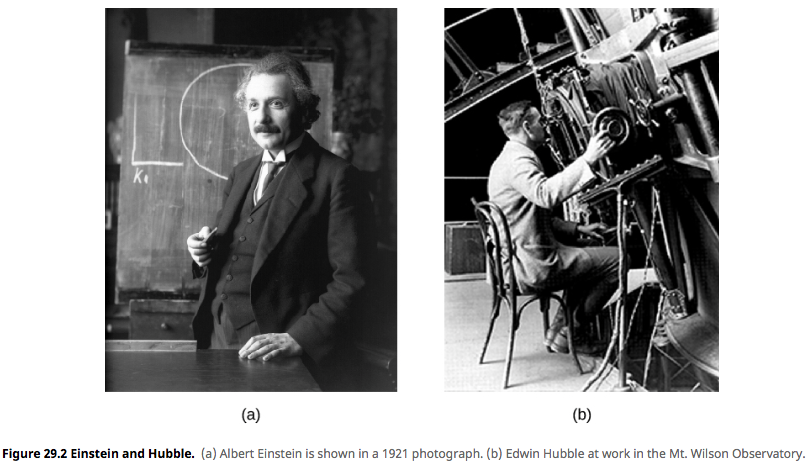 K
(a)
(b)
Figure 29.2 Einstein and Hubble. (a) Albert Einstein is shown in a 1921 photograph. (b) Edwin Hubble at work in the Mt. Wilson Observatory.